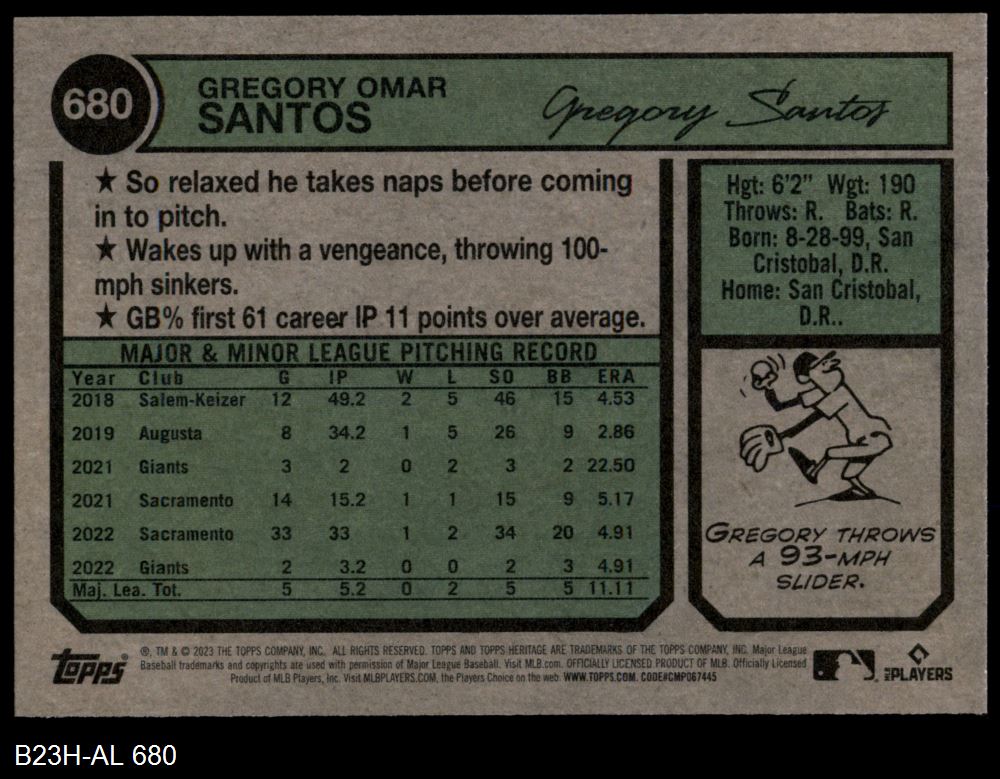 680
GREGORY OMAR
SANTOS
Gregory Santos
★ So relaxed he takes naps before coming
in to pitch.
★ Wakes up with a vengeance, throwing 100-
mph sinkers.
★ GB% first 61 career IP 11 points over average.
MAJOR & MINOR LEAGUE PITCHING RECORD
Year Club G IP W L SO BB ERA
2018 Salem-Keizer 12 49.2 2 5 46 15 4.53
2019 Augusta 8 34.2 1 5 26 9 2.86
2021 Giants 3 2 0 2 3 2 22.50
2021 Sacramento 14 15.2 1 1 15 9 5.17
2022 Sacramento 33 33 1 2 34 20 4.91
2022 Giants 2 3.2 0 0 2 3 4.91
Maj. Lea. Tot. 5 5.2 0 2 5 5 11.11
Hgt: 6'2" Wgt: 190
Throws: R. Bats: R.
Born: 8-28-99, San
Cristobal, D.R.
Home: San Cristobal,
D.R..
GREGORY THROWS
A 93-MPH
SLIDER.
Topps
®, TM & © 2023 THE TOPPS COMPANY, INC. ALL RIGHTS RESERVED. TOPPS AND TOPPS HERITAGE ARE TRADEMARKS OF THE TOPPS COMPANY, INC. Major League
Baseball trademarks and copyrights are used with permission of Major League Baseball. Visit MLB.com. OFFICIALLY LICENSED PRODUCT OF MLB. Officially Licensed
Product of MLB Players, Inc. Visit MLBPLAYERS.COM, the Players Choice on the web. WWW.TOPPS.COM. CODE#CMP067445
MLB PLAYERS
B23H-AL 680